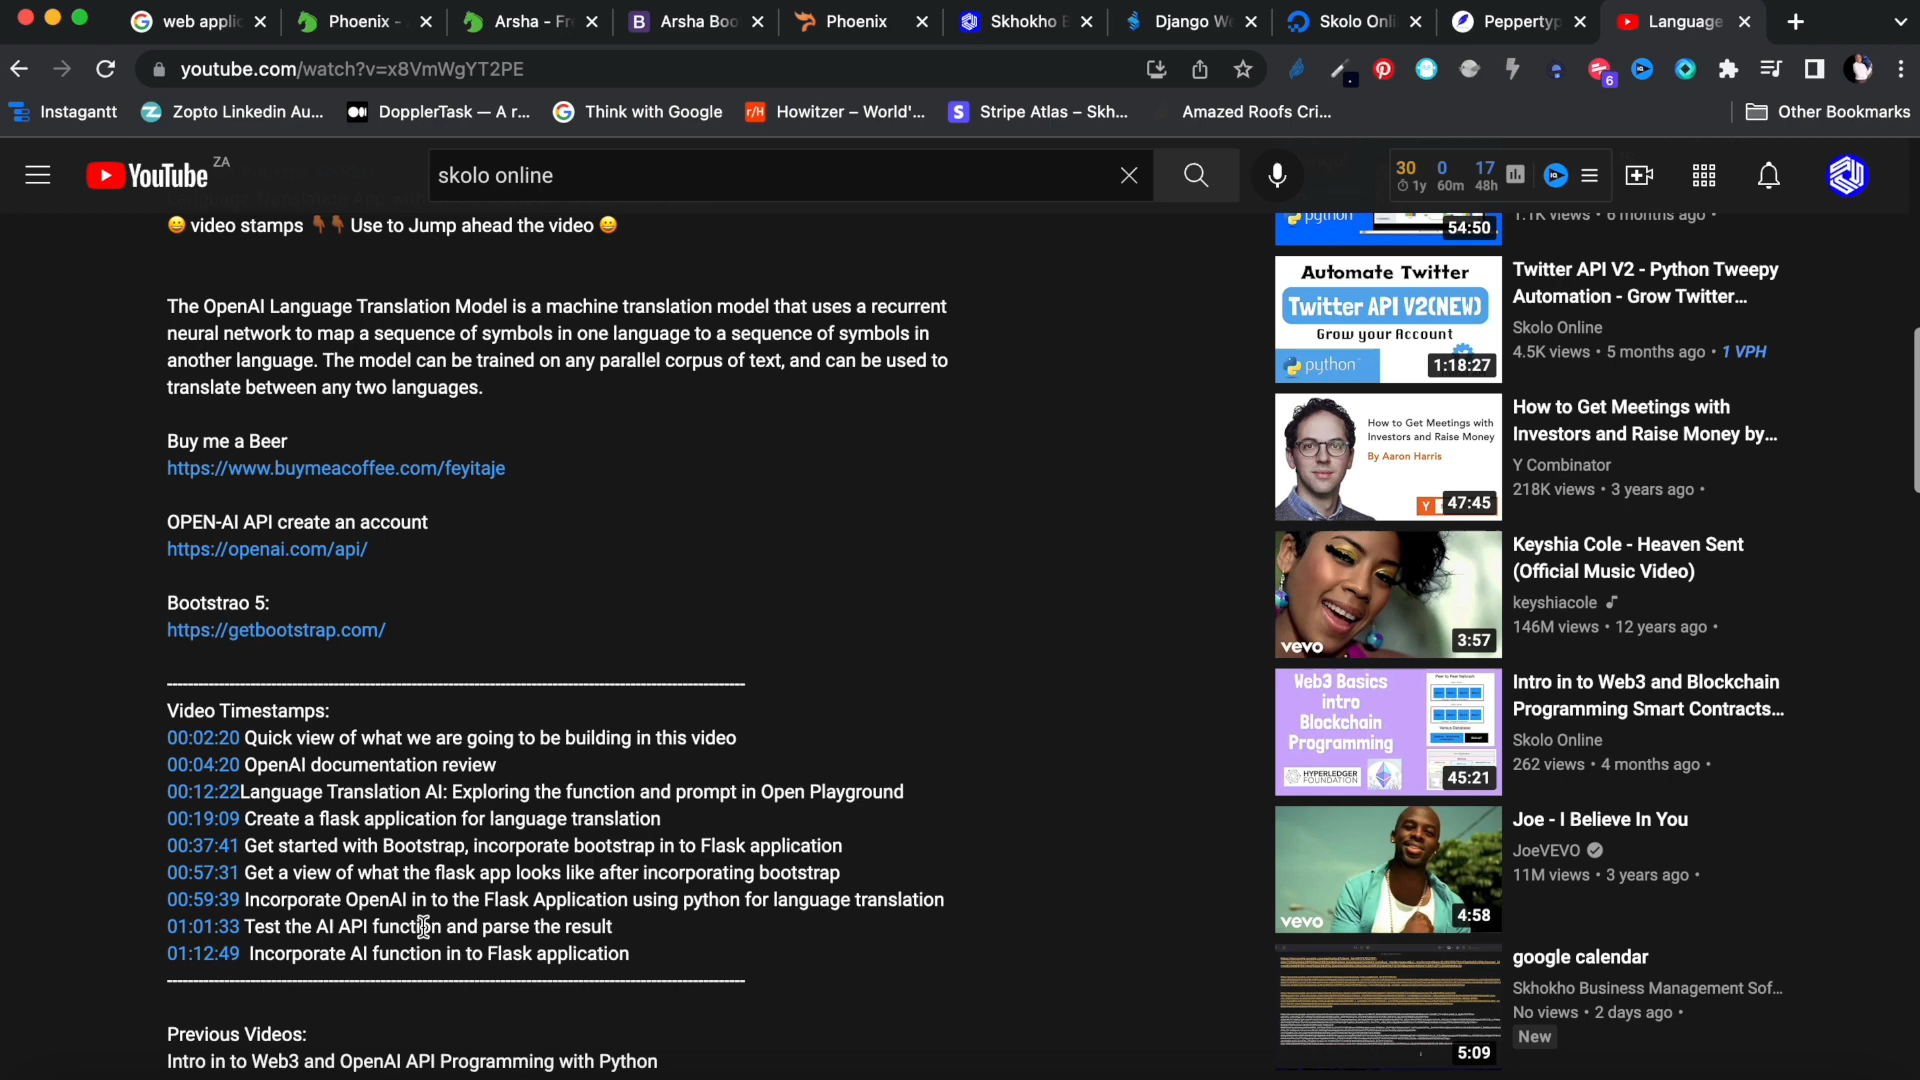 web applic
Phoenix -
Arsha - Fr
Arsha Boo
Phoenix
Skhokho B
Django We
Skolo Onli
Peppertyp
Language
youtube.com/watch?v=x8VmWgYT2PE
6
Instagantt
Zopto Linkedin Au...
DopplerTask — A r...
Think with Google
r/H
Howitzer – World'...
S
Stripe Atlas – Skh...
Amazed Roofs Cri...
Other Bookmarks
YouTube ZA
skolo online
30 0 17
1y 60m 48h
😀 video stamps 👇🏾👇🏾 Use to Jump ahead the video 😀
The OpenAI Language Translation Model is a machine translation model that uses a recurrent
neural network to map a sequence of symbols in one language to a sequence of symbols in
another language. The model can be trained on any parallel corpus of text, and can be used to
translate between any two languages.
Buy me a Beer
https://www.buymeacoffee.com/feyitaje
OPEN-AI API create an account
https://openai.com/api/
Bootstrao 5:
https://getbootstrap.com/
Video Timestamps:
00:02:20 Quick view of what we are going to be building in this video
00:04:20 OpenAI documentation review
00:12:22Language Translation AI: Exploring the function and prompt in Open Playground
00:19:09 Create a flask application for language translation
00:37:41 Get started with Bootstrap, incorporate bootstrap in to Flask application
00:57:31 Get a view of what the flask app looks like after incorporating bootstrap
00:59:39 Incorporate OpenAI in to the Flask Application using python for language translation
01:01:33 Test the AI API function and parse the result
01:12:49 Incorporate AI function in to Flask application
Previous Videos:
Intro in to Web3 and OpenAI API Programming with Python
python
54:50
1.1K views • 6 months ago •
Automate Twitter
Twitter API V2(NEW)
Grow your Account
python
1:18:27
Twitter API V2 - Python Tweepy
Automation - Grow Twitter...
Skolo Online
4.5K views • 5 months ago • 1 VPH
How to Get Meetings with
Investors and Raise Money
By Aaron Harris
Y
47:45
How to Get Meetings with
Investors and Raise Money by...
Y Combinator
218K views • 3 years ago •
vevo
3:57
Keyshia Cole - Heaven Sent
(Official Music Video)
keyshiacole
146M views • 12 years ago •
Web3 Basics
intro
Blockchain
Programming
HYPERLEDGER
FOUNDATION
45:21
Intro in to Web3 and Blockchain
Programming Smart Contracts...
Skolo Online
262 views • 4 months ago •
vevo
4:58
Joe - I Believe In You
JoeVEVO
11M views • 3 years ago •
5:09
google calendar
Skhokho Business Management Sof...
No views • 2 days ago •
New